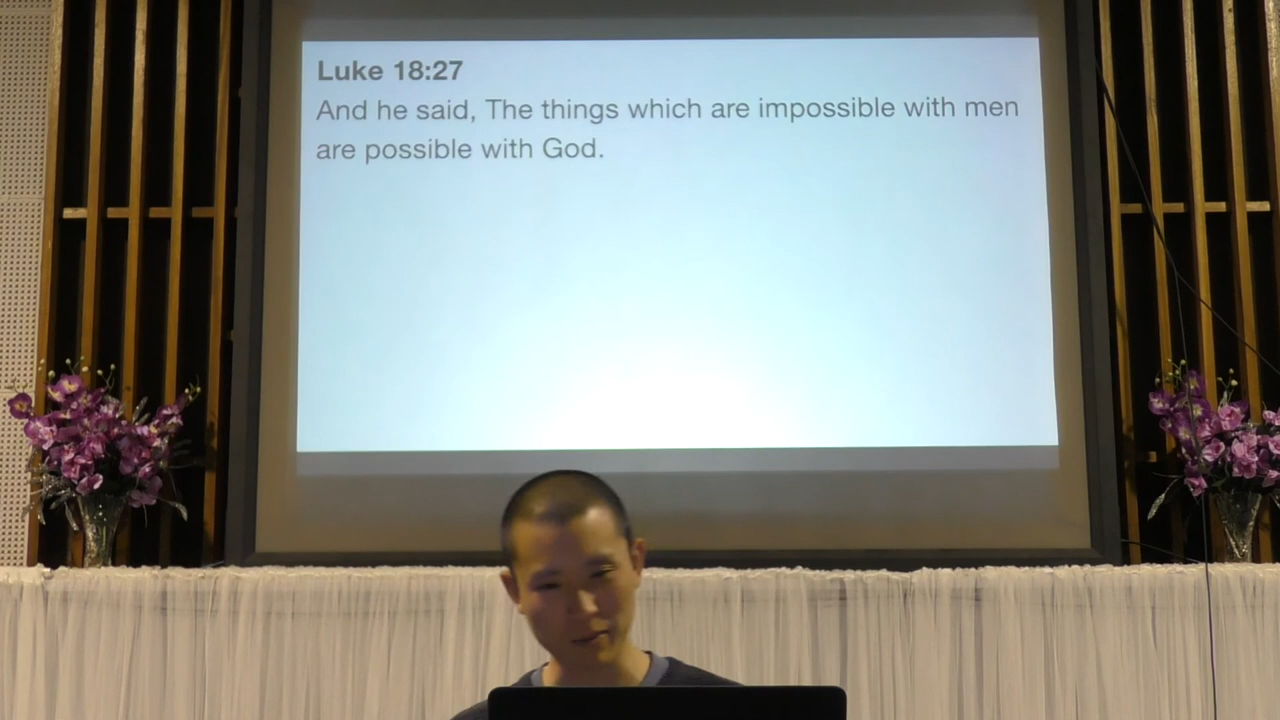 Luke 18:27
And he said, The things which are impossible with men
are possible with God.